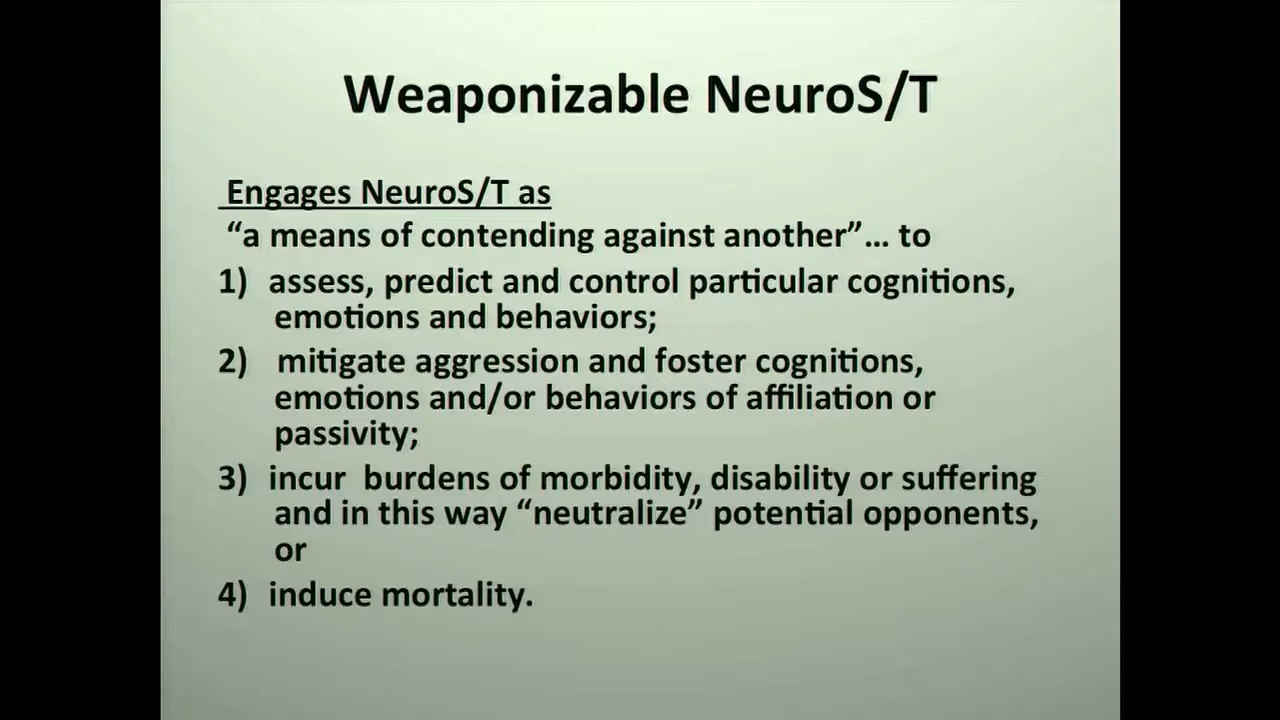 Weaponizable NeuroS/T
Engages NeuroS/T as
“a means of contending against another”... to
1) assess, predict and control particular cognitions,
emotions and behaviors;
2) mitigate aggression and foster cognitions,
emotions and/or behaviors of affiliation or
passivity;
3) incur burdens of morbidity, disability or suffering
and in this way “neutralize” potential opponents,
or
4) induce mortality.